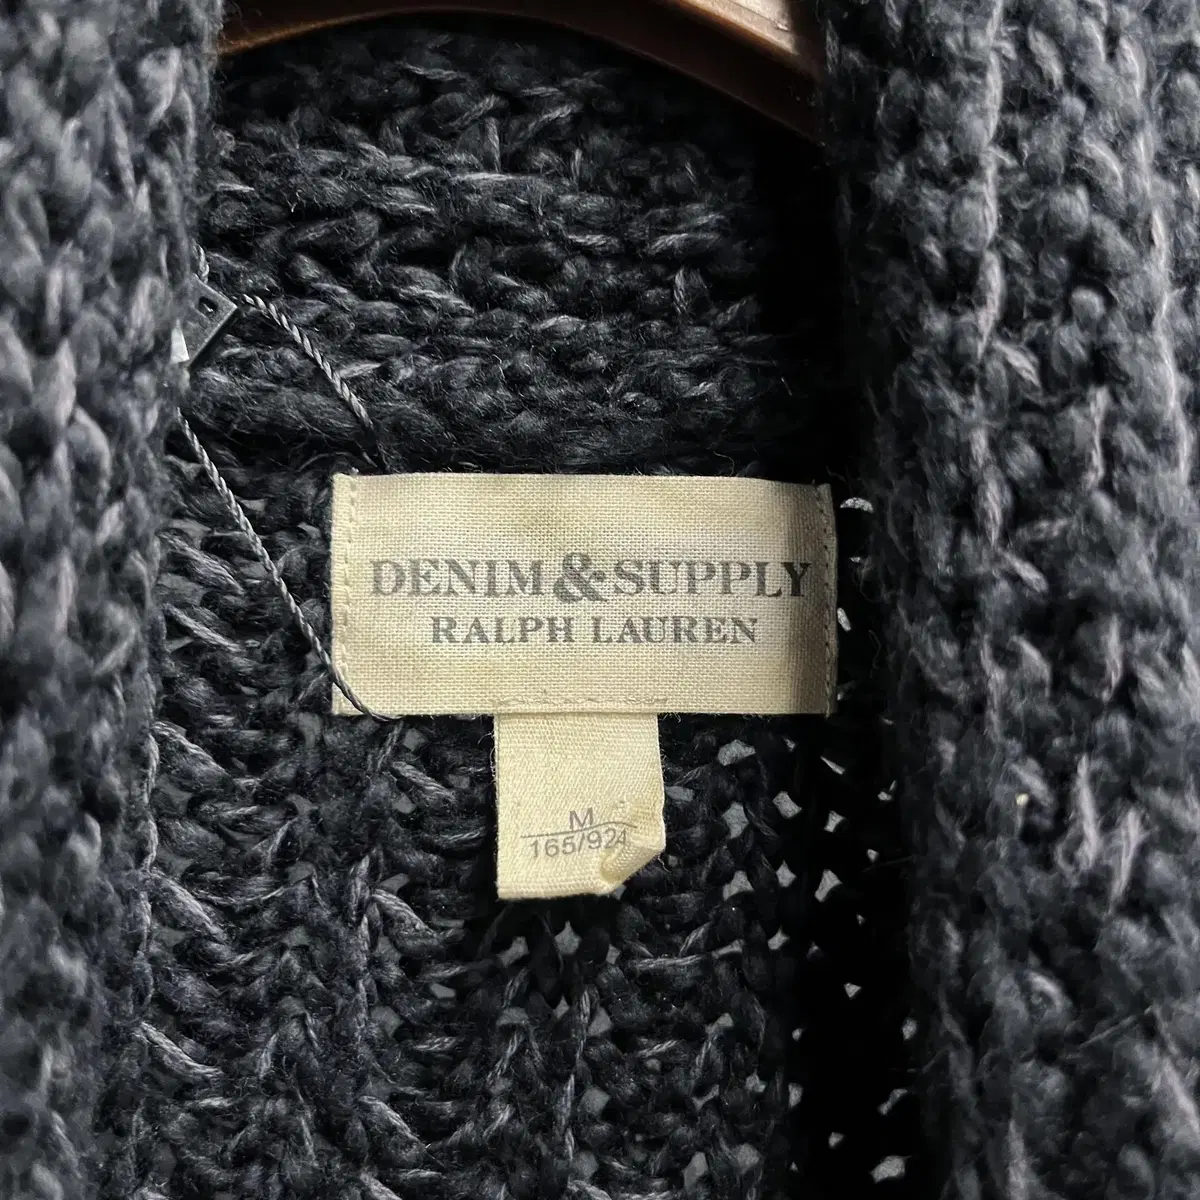 DENIM & SUPPLY
RALPH LAUREN
M
165/92A